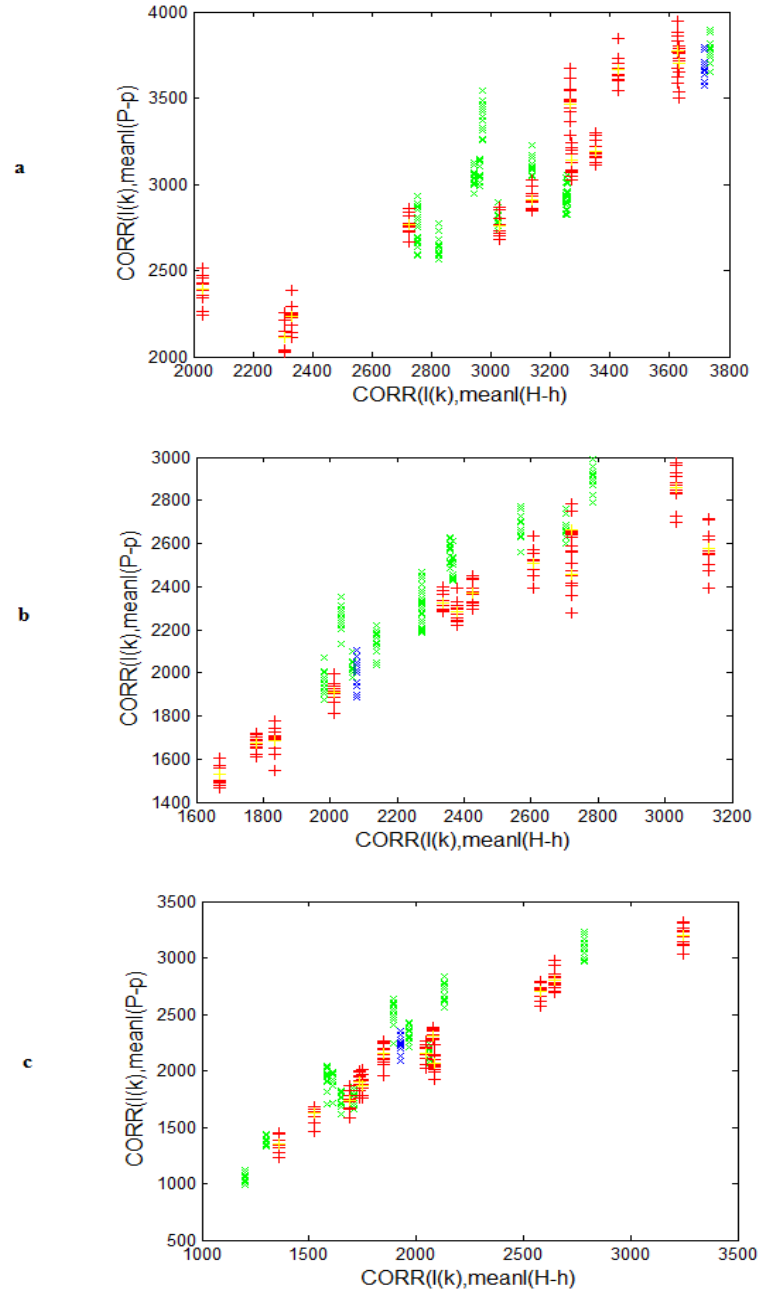 4000
3500
3000
2500
2000
CORR(I(k),meanI(P-p)
a
2000 2200 2400 2600 2800 3000 3200 3400 3600 3800
CORR(I(k),meanI(H-h)
3000
2800
2600
2400
2200
2000
1800
1600
1400
CORR(I(k),meanI(P-p)
b
1600 1800 2000 2200 2400 2600 2800 3000 3200
CORR(I(k),meanI(H-h)
3500
3000
2500
2000
1500
1000
500
CORR(I(k),meanI(P-p)
c
1000 1500 2000 2500 3000 3500
CORR(I(k),meanI(H-h)